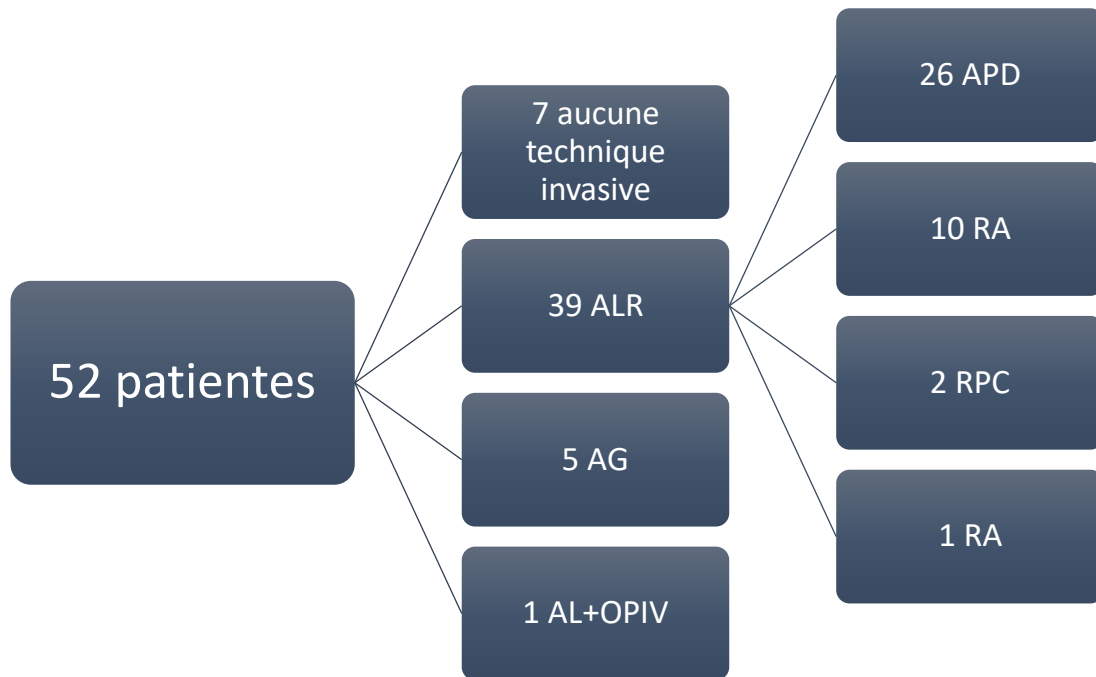 52 patientes
7 aucune
technique
invasive
39 ALR
5 AG
1 AL+OPIV
26 APD
10 RA
2 RPC
1 RA